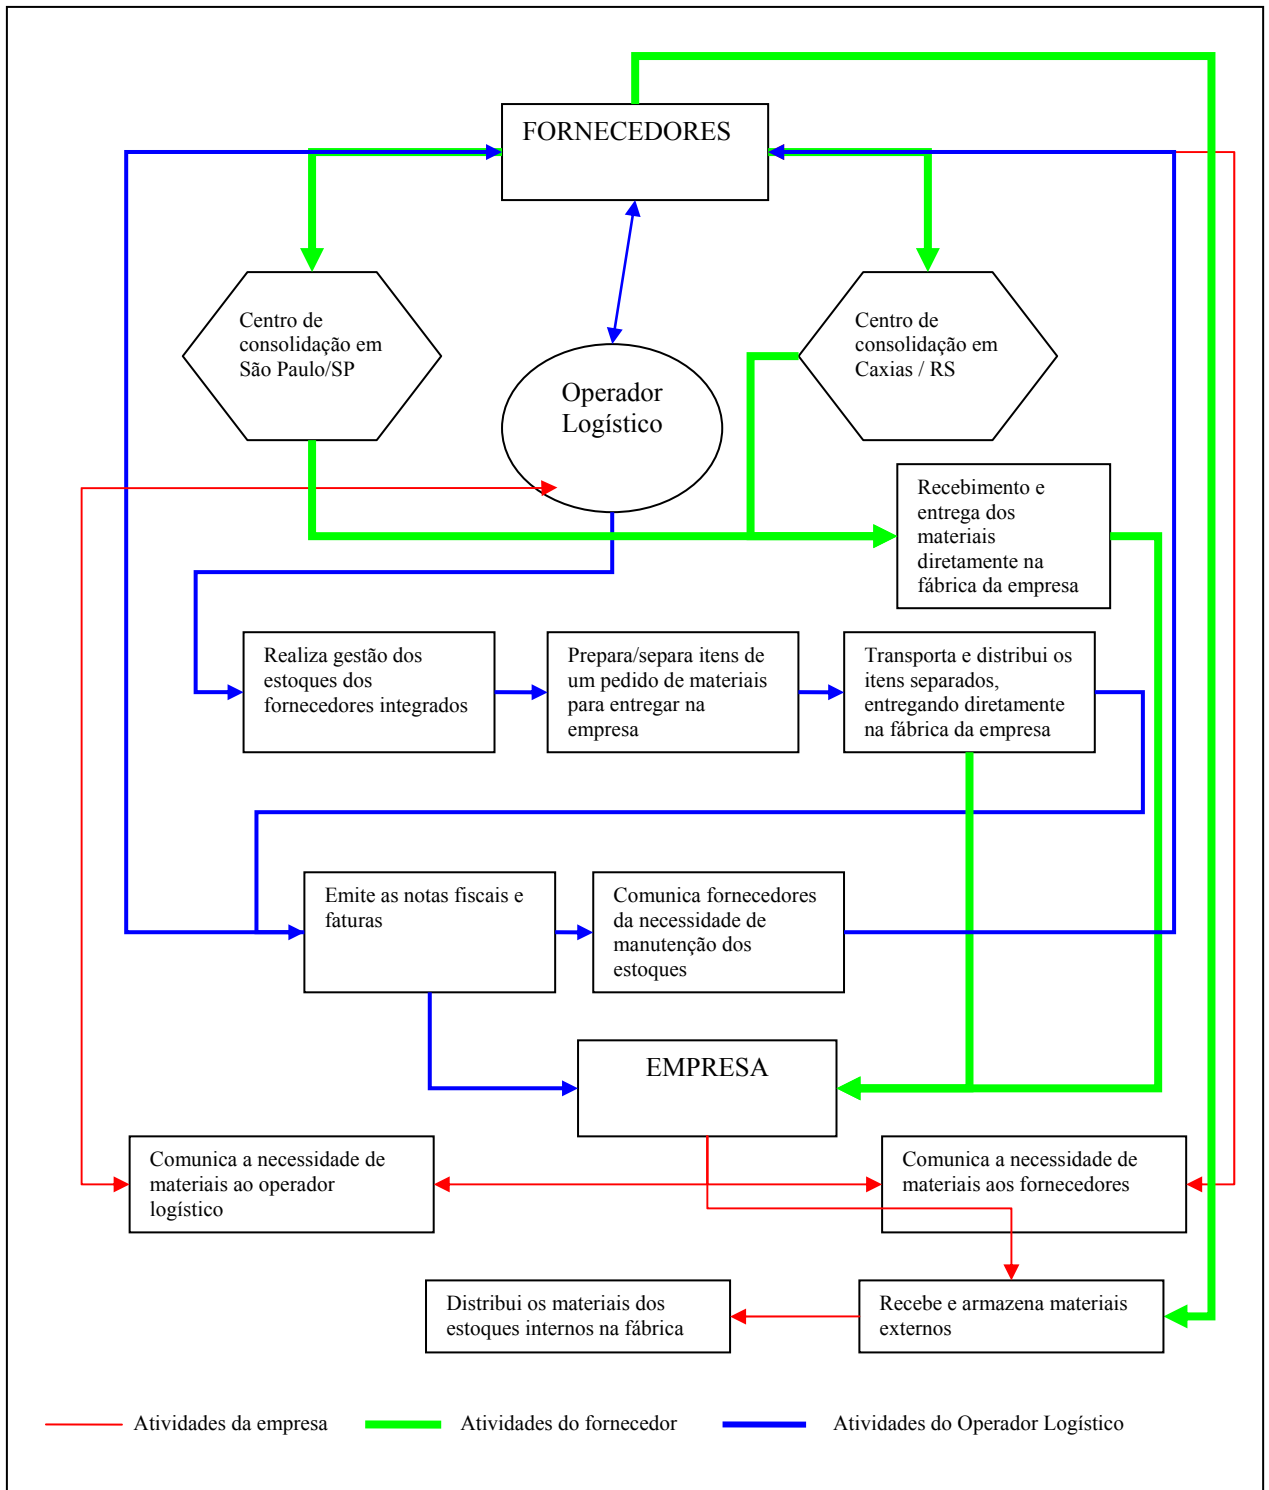 FORNECEDORES
Centro de
consolidação em
São Paulo/SP
Operador
Logístico
Centro de
consolidação em
Caxias / RS
Recebimento e
entrega dos
materiais
diretamente na
fábrica da empresa
Realiza gestão dos
estoques dos
fornecedores integrados
Prepara/separa itens de
um pedido de materiais
para entregar na
empresa
Transporta e distribui os
itens separados,
entregando diretamente
na fábrica da empresa
Emite as notas fiscais e
faturas
Comunica fornecedores
da necessidade de
manutenção dos
estoques
EMPRESA
Comunica a necessidade de
materiais ao operador
logístico
Comunica a necessidade de
materiais aos fornecedores
Distribui os materiais dos
estoques internos na fábrica
Recebe e armazena materiais
externos
Atividades da empresa
Atividades do fornecedor
Atividades do Operador Logístico